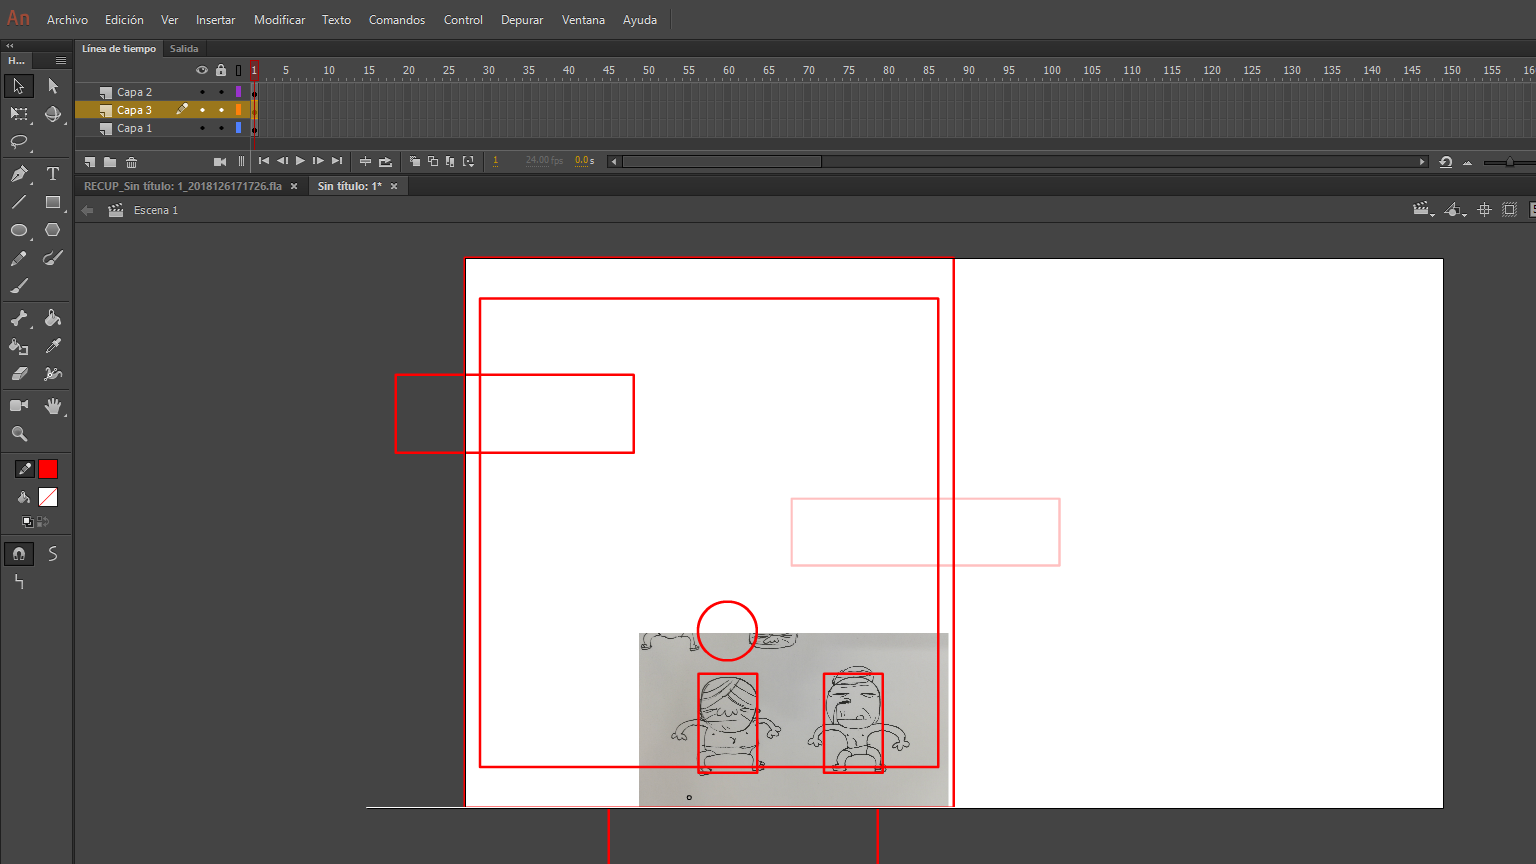 An Archivo Edición Ver Insertar Modificar Texto Comandos Control Depurar Ventana Ayuda
H... Línea de tiempo Salida
1 5 10 15 20 25 30 35 40 45 50 55 60 65 70 75 80 85 90 95 100 105 110 115 120 125 130 135 140 145 150 155
Capa 2
Capa 3
Capa 1
1 24.00 fps 0.0 s
RECUP_Sin título: 1_2018126171726.fla × Sin título: 1* ×
Escena 1